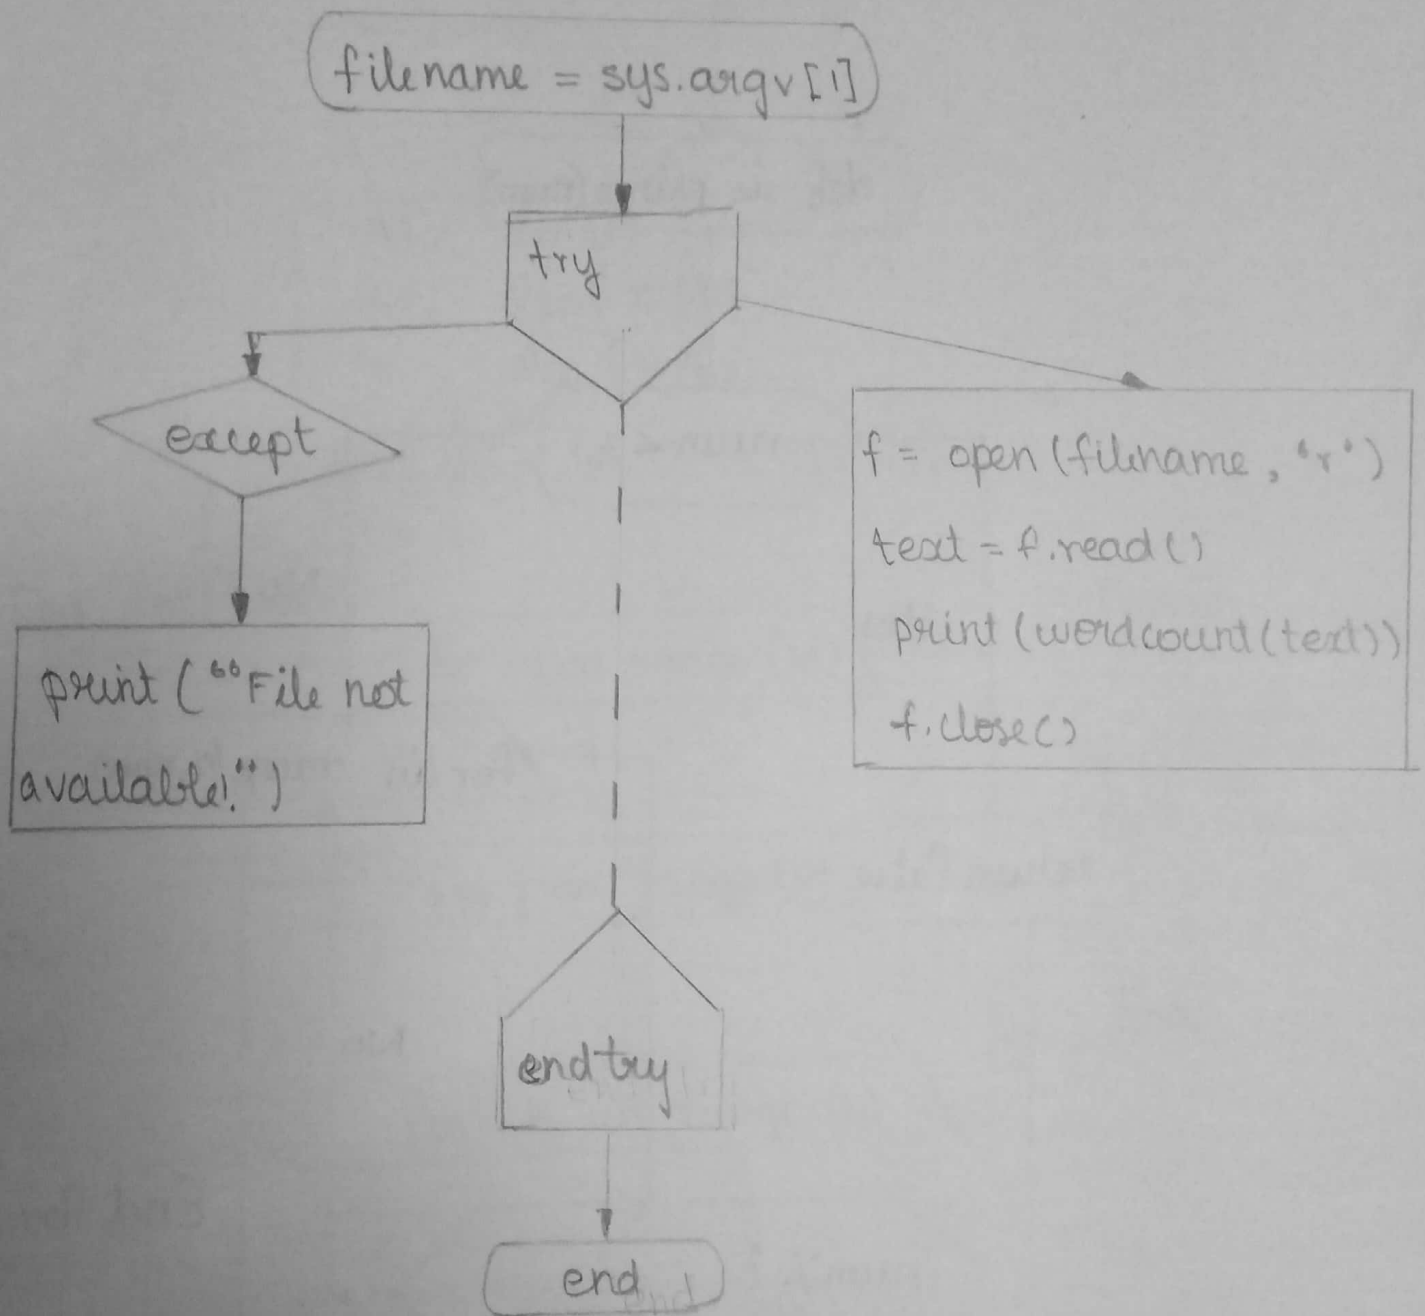 filename = sys.argv[1]
try
except
f = open(filename, 'r')
text = f.read()
print(wordcount(text))
f.close()
print("File not
available!")
endtry
end